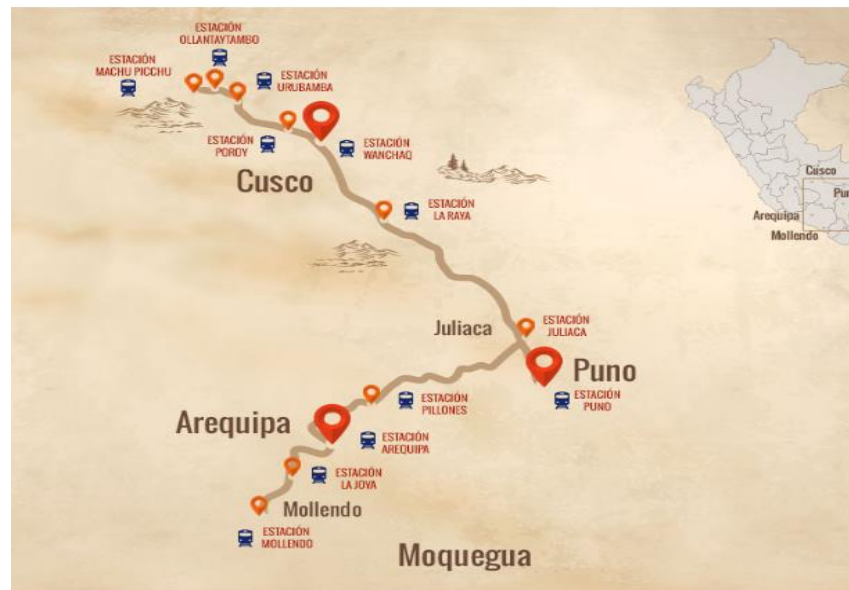 ESTACIÓN
OLLANTAYTAMBO
ESTACIÓN
MACHU PICCHU
ESTACIÓN
URUBAMBA
ESTACIÓN
POROY
ESTACIÓN
WANCHAQ
Cusco
ESTACIÓN
LA RAYA
Cusco
Pu
Arequipa
Mollendo
Juliaca
ESTACIÓN
JULIACA
Puno
ESTACIÓN
PUNO
ESTACIÓN
PILLONES
Arequipa
ESTACIÓN
AREQUIPA
ESTACIÓN
LA JOYA
Mollendo
ESTACIÓN
MOLLENDO
Moquegua